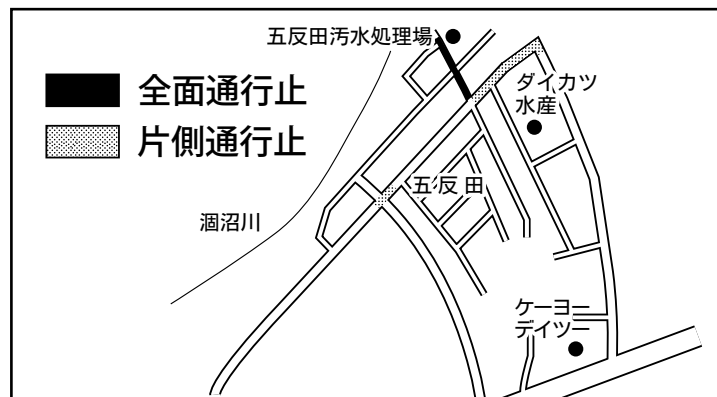 五反田汚水処理場
全面通行止
片側通行止
ダイカツ
水産
五反田
涸沼川
ケーヨー
デイツー